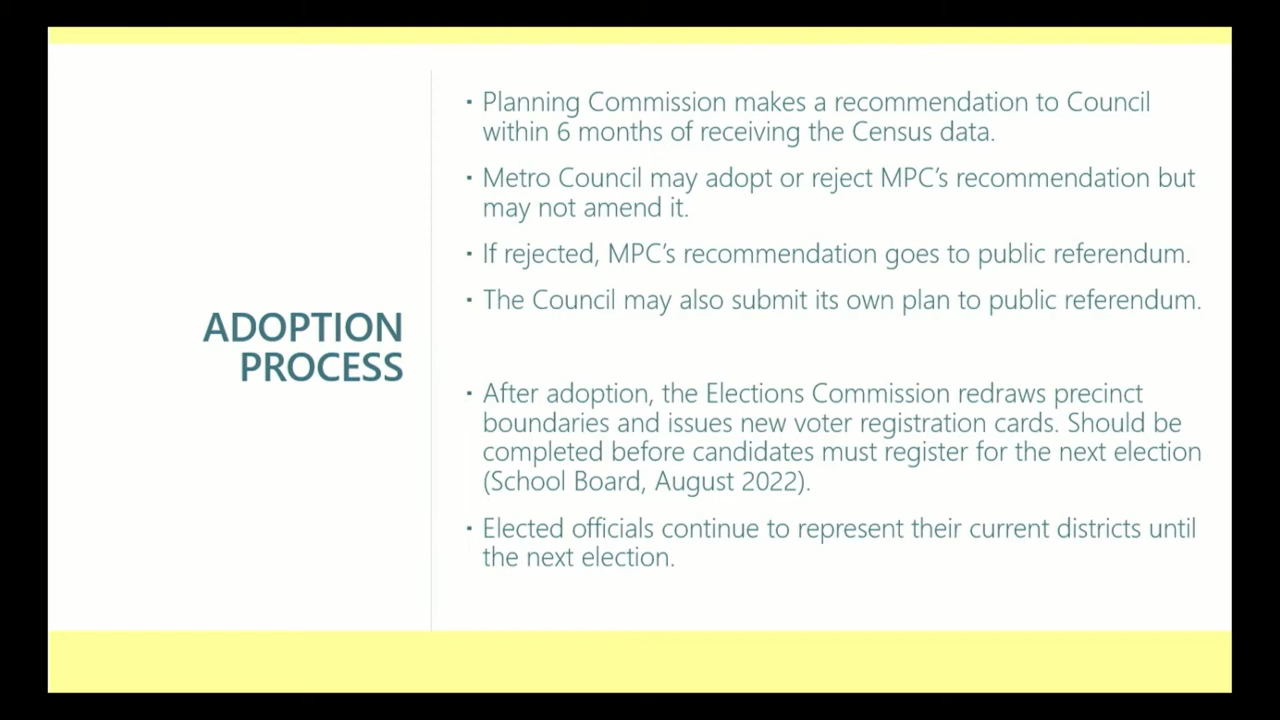 ADOPTION
PROCESS
▪ Planning Commission makes a recommendation to Council
within 6 months of receiving the Census data.
▪ Metro Council may adopt or reject MPC's recommendation but
may not amend it.
▪ If rejected, MPC's recommendation goes to public referendum.
▪ The Council may also submit its own plan to public referendum.
▪ After adoption, the Elections Commission redraws precinct
boundaries and issues new voter registration cards. Should be
completed before candidates must register for the next election
(School Board, August 2022).
▪ Elected officials continue to represent their current districts until
the next election.